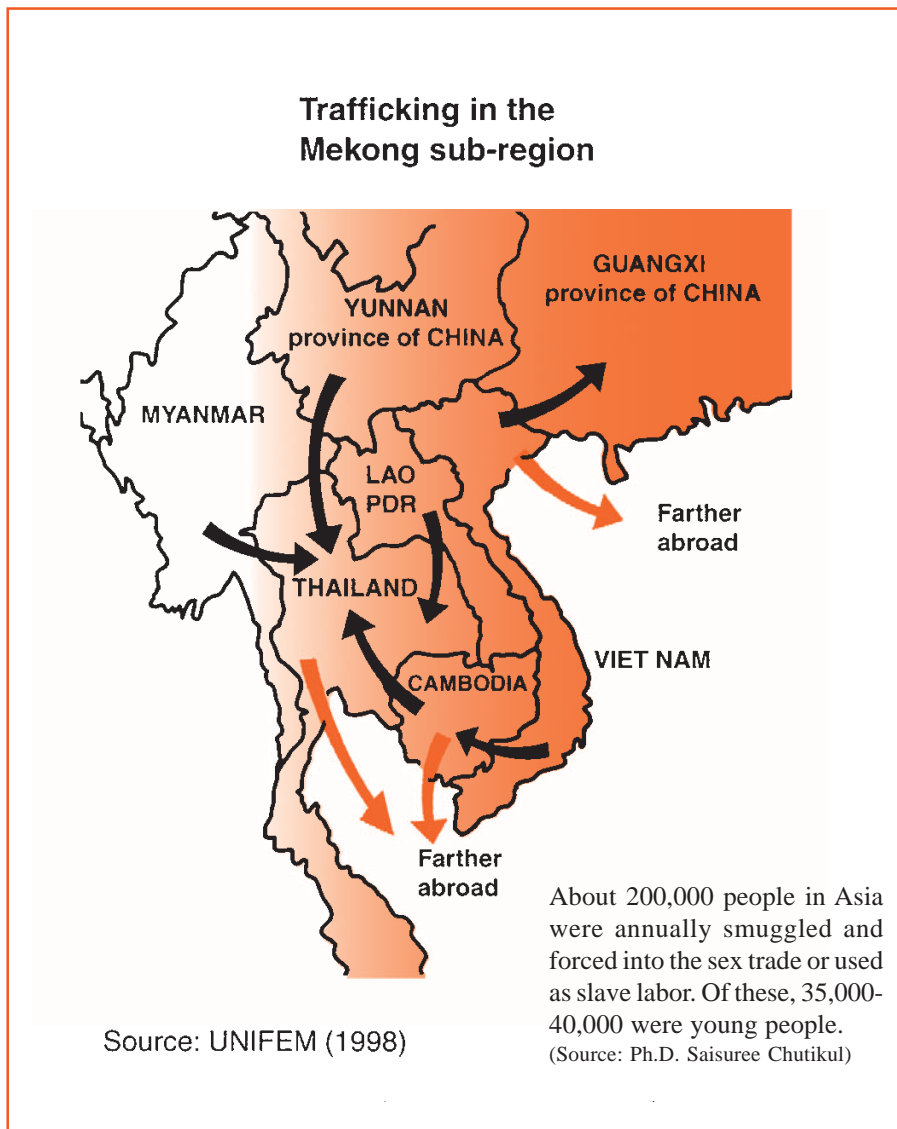 Trafficking in the
Mekong sub-region
GUANGXI
province of CHINA
YUNNAN
province of CHINA
MYANMAR
LAO
PDR
Farther
abroad
THAILAND
VIET NAM
CAMBODIA
Farther
abroad
About 200,000 people in Asia
were annually smuggled and
forced into the sex trade or used
as slave labor. Of these, 35,000-
40,000 were young people.
(Source: Ph.D. Saisuree Chutikul)
Source: UNIFEM (1998)